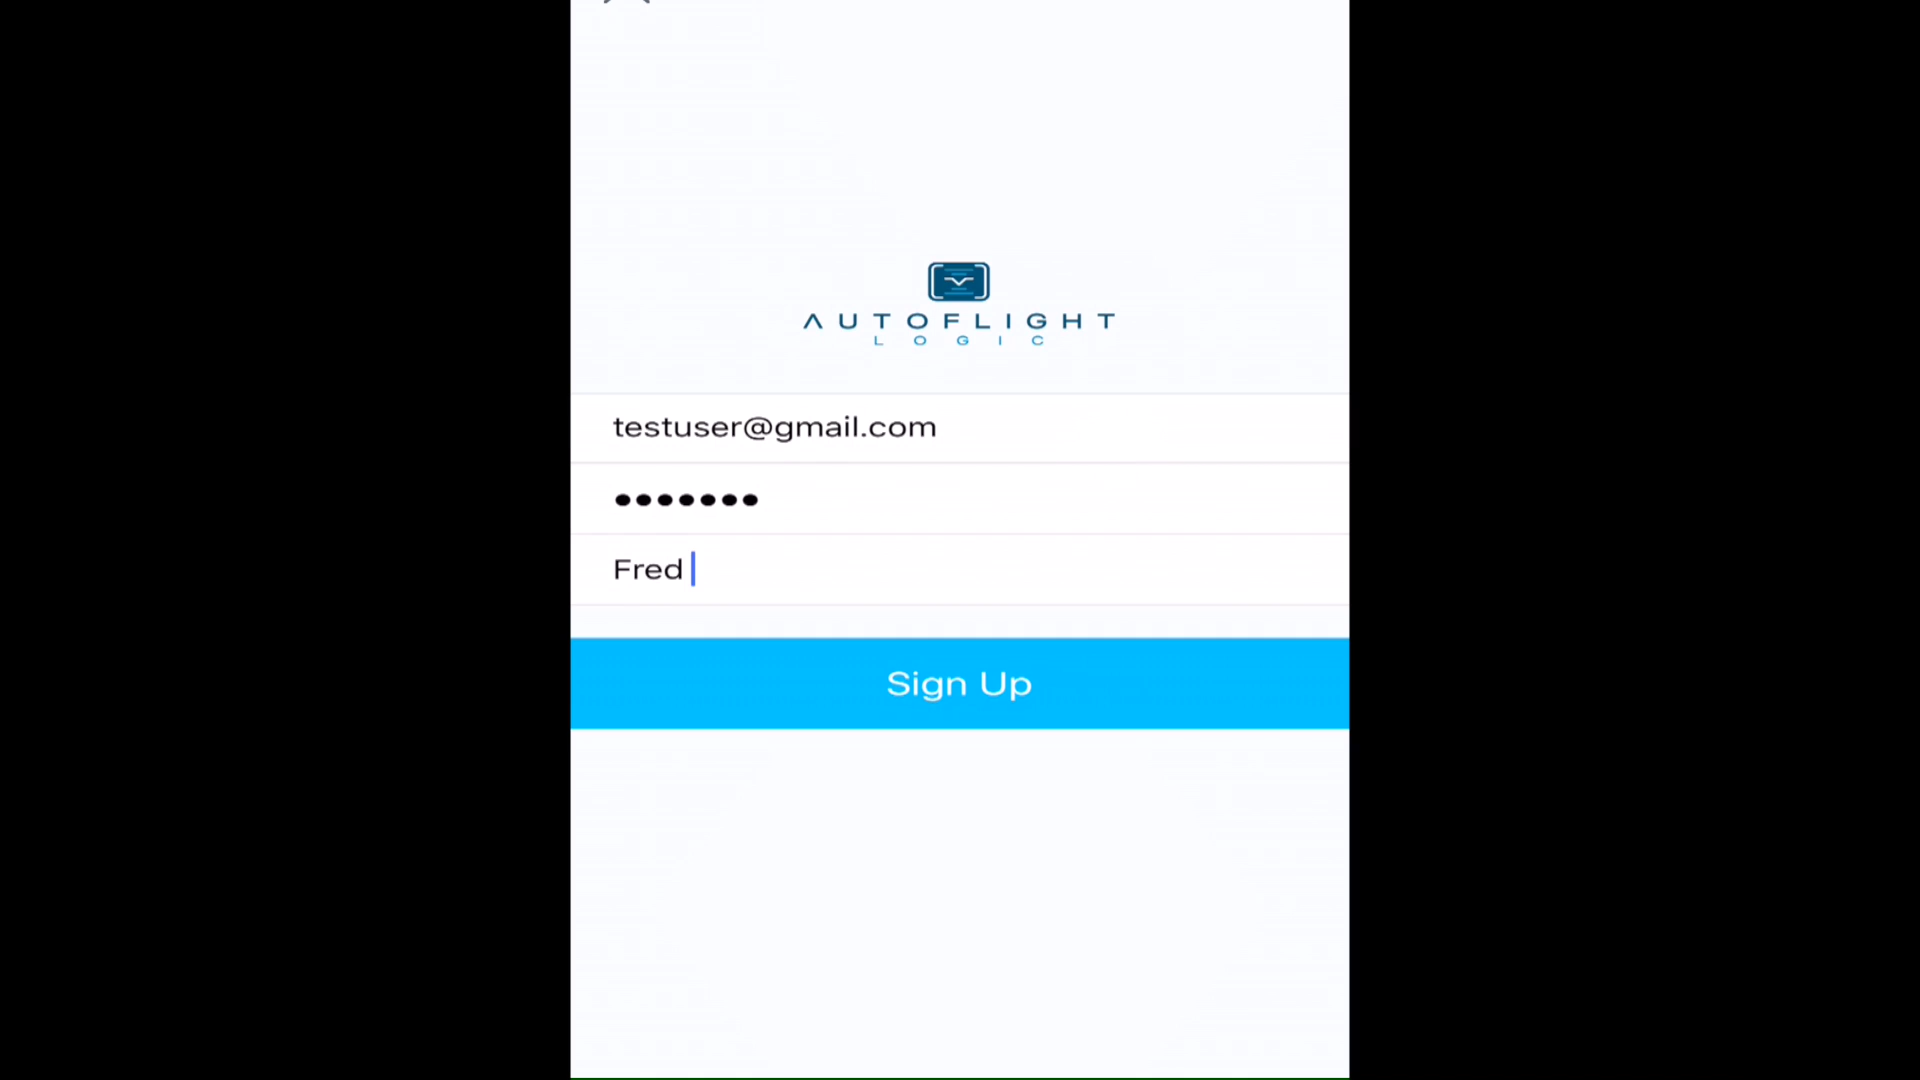 AUTOFLIGHT
LOGIC
testuser@gmail.com
•••••••
Fred
Sign Up